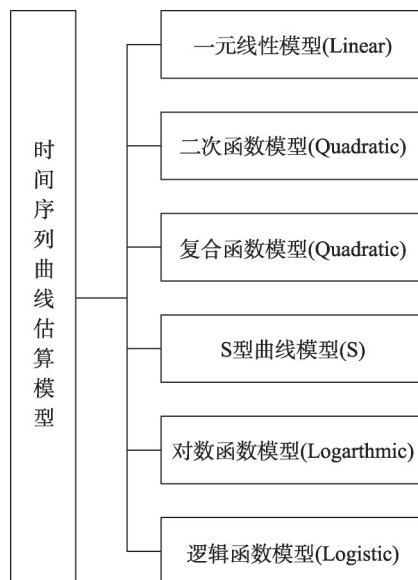 时间序列曲线估算模型
一元线性模型(Linear)
二次函数模型(Quadratic)
复合函数模型(Quadratic)
S型曲线模型(S)
对数函数模型(Logarthmic)
逻辑函数模型(Logistic)